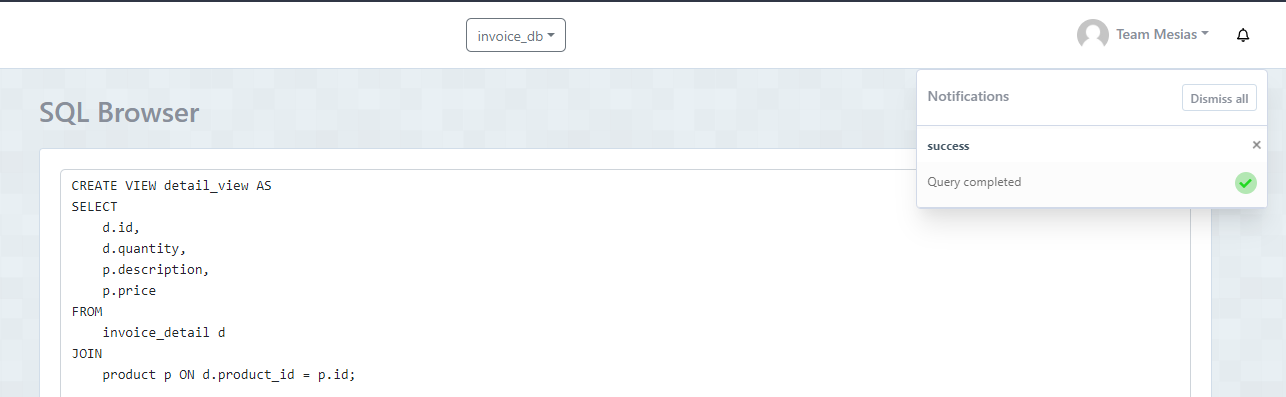 invoice_db
Team Mesias
Notifications
Dismiss all
success
×
Query completed
SQL Browser
CREATE VIEW detail_view AS
SELECT
    d.id,
    d.quantity,
    p.description,
    p.price
FROM
    invoice_detail d
JOIN
    product p ON d.product_id = p.id;